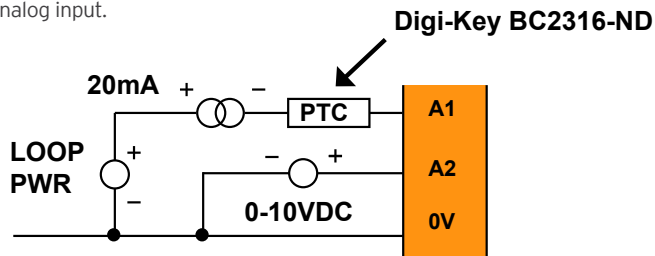 nalog input.
Digi-Key BC2316-ND
20mA + −
PTC
A1
LOOP
PWR
+
−
− +
A2
0-10VDC
0V